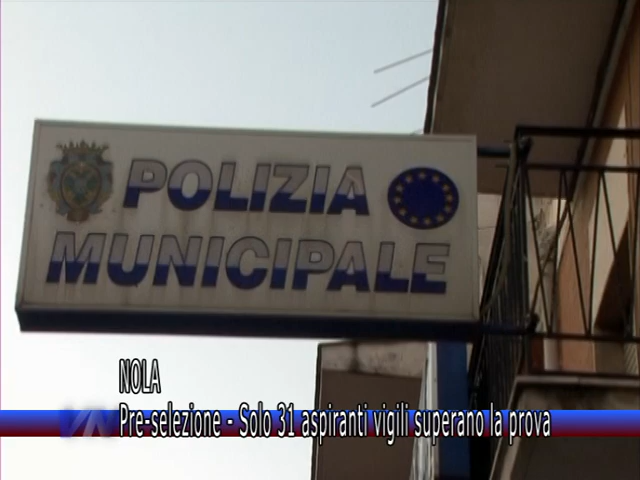 POLIZIA
MUNICIPALE
NOLA
Pre-selezione - Solo 31 aspiranti vigili superano la prova